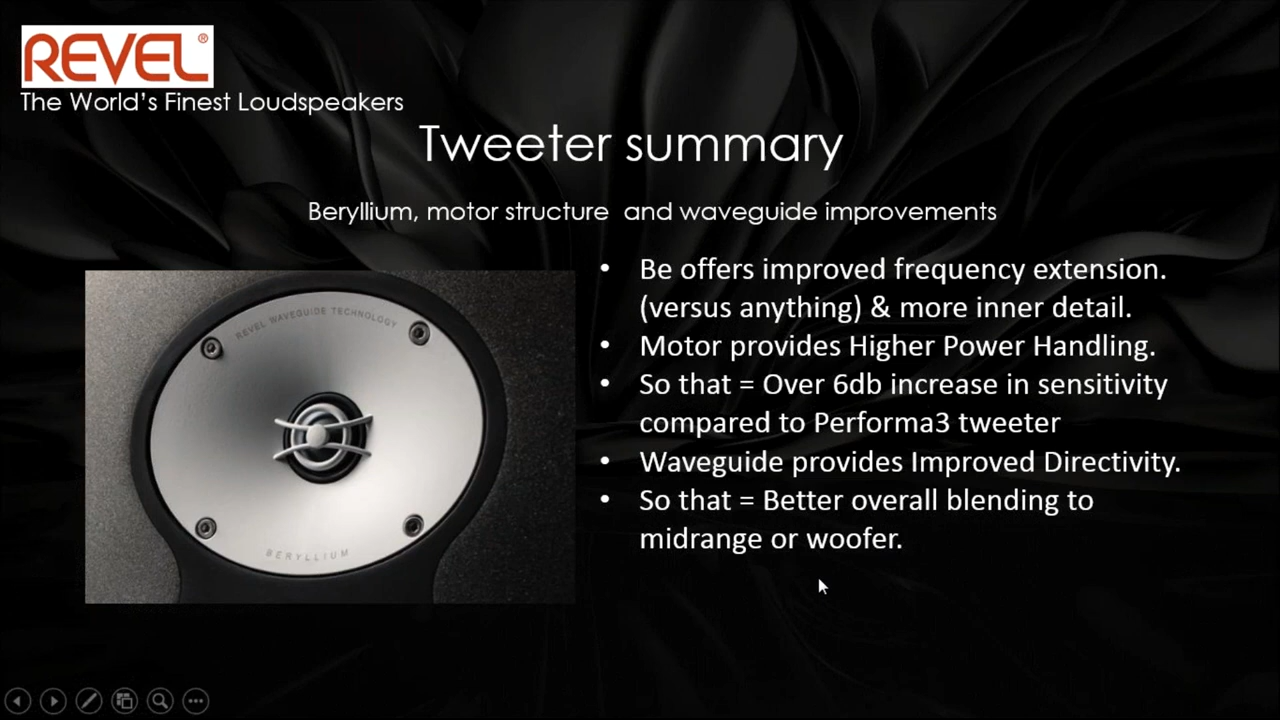 REVEL®
The World's Finest Loudspeakers
Tweeter summary
Beryllium, motor structure and waveguide improvements
• Be offers improved frequency extension.
(versus anything) & more inner detail.
• Motor provides Higher Power Handling.
• So that = Over 6db increase in sensitivity
compared to Performa3 tweeter
• Waveguide provides Improved Directivity.
• So that = Better overall blending to
midrange or woofer.
REVEL WAVEGUIDE TECHNOLOGY
BERYLLIUM